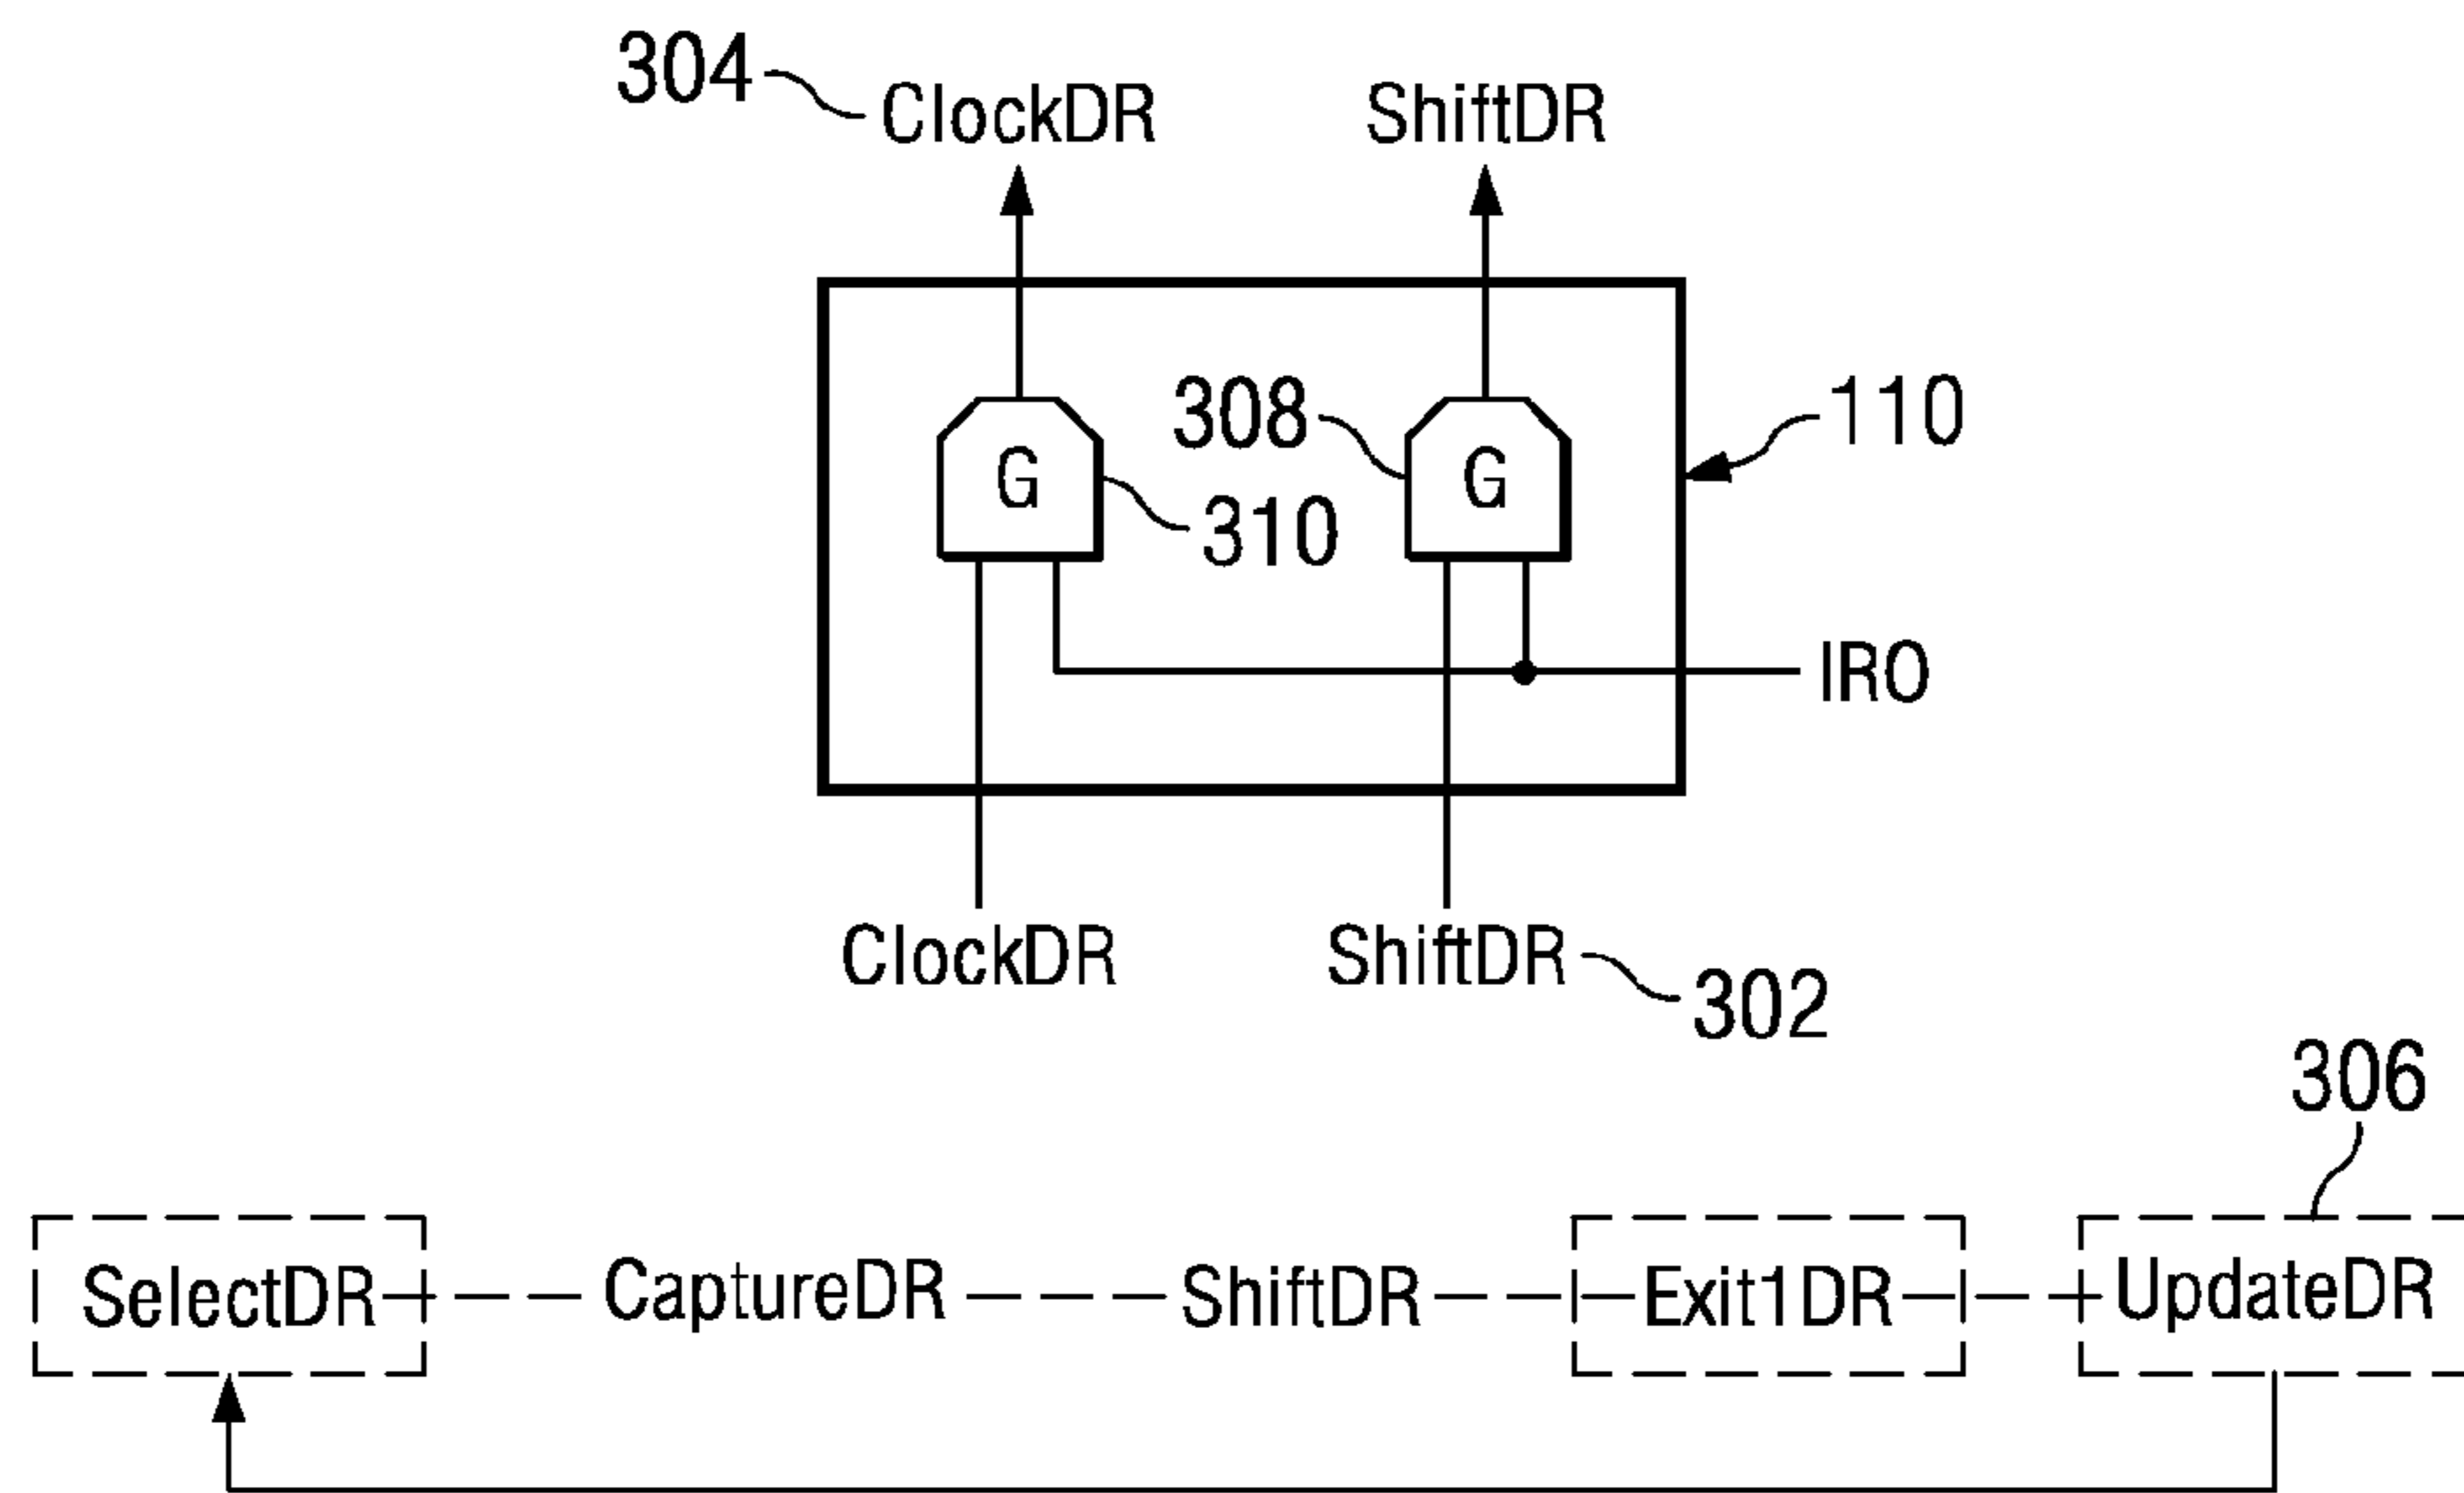 304
ClockDR ShiftDR
308 110
G G
310
IRO
ClockDR ShiftDR
302
306
SelectDR CaptureDR ShiftDR Exit1DR UpdateDR